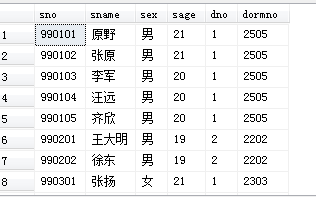 sno sname sex sage dno dormno
1 990101 原野 男 21 1 2505
2 990102 张原 男 21 1 2505
3 990103 李军 男 20 1 2505
4 990104 汪远 男 20 1 2505
5 990105 齐欣 男 20 1 2505
6 990201 王大明 男 19 2 2202
7 990202 徐东 男 19 2 2202
8 990301 张扬 女 21 1 2303